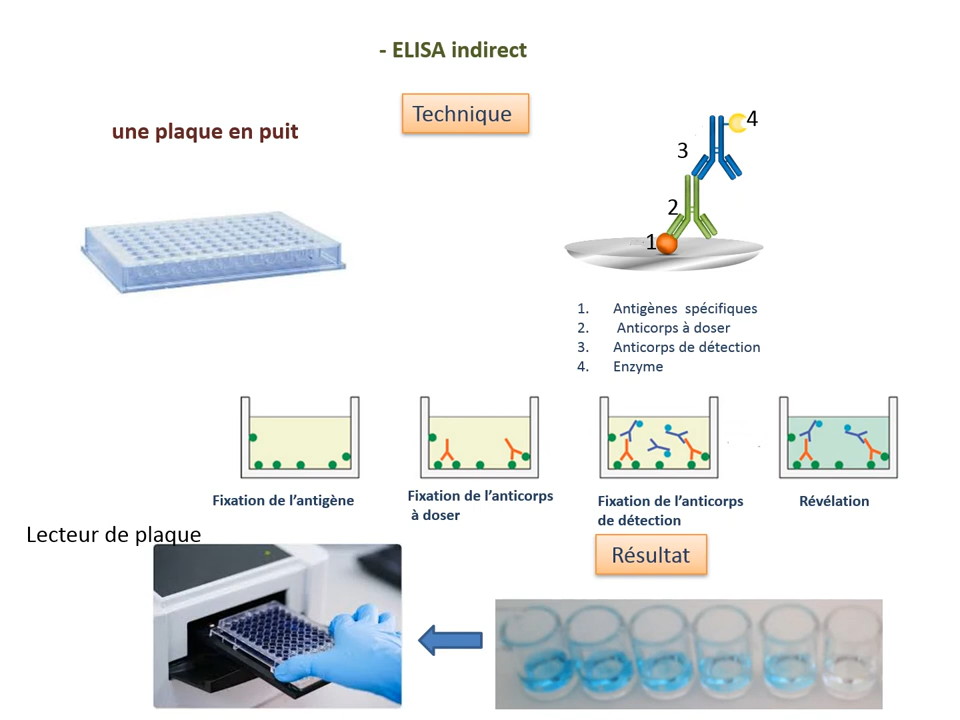 - ELISA indirect
Technique
une plaque en puit
4
3
2
1
1. Antigènes spécifiques
2. Anticorps à doser
3. Anticorps de détection
4. Enzyme
Fixation de l'antigène
Fixation de l'anticorps
à doser
Fixation de l'anticorps
de détection
Révélation
Lecteur de plaque
Résultat